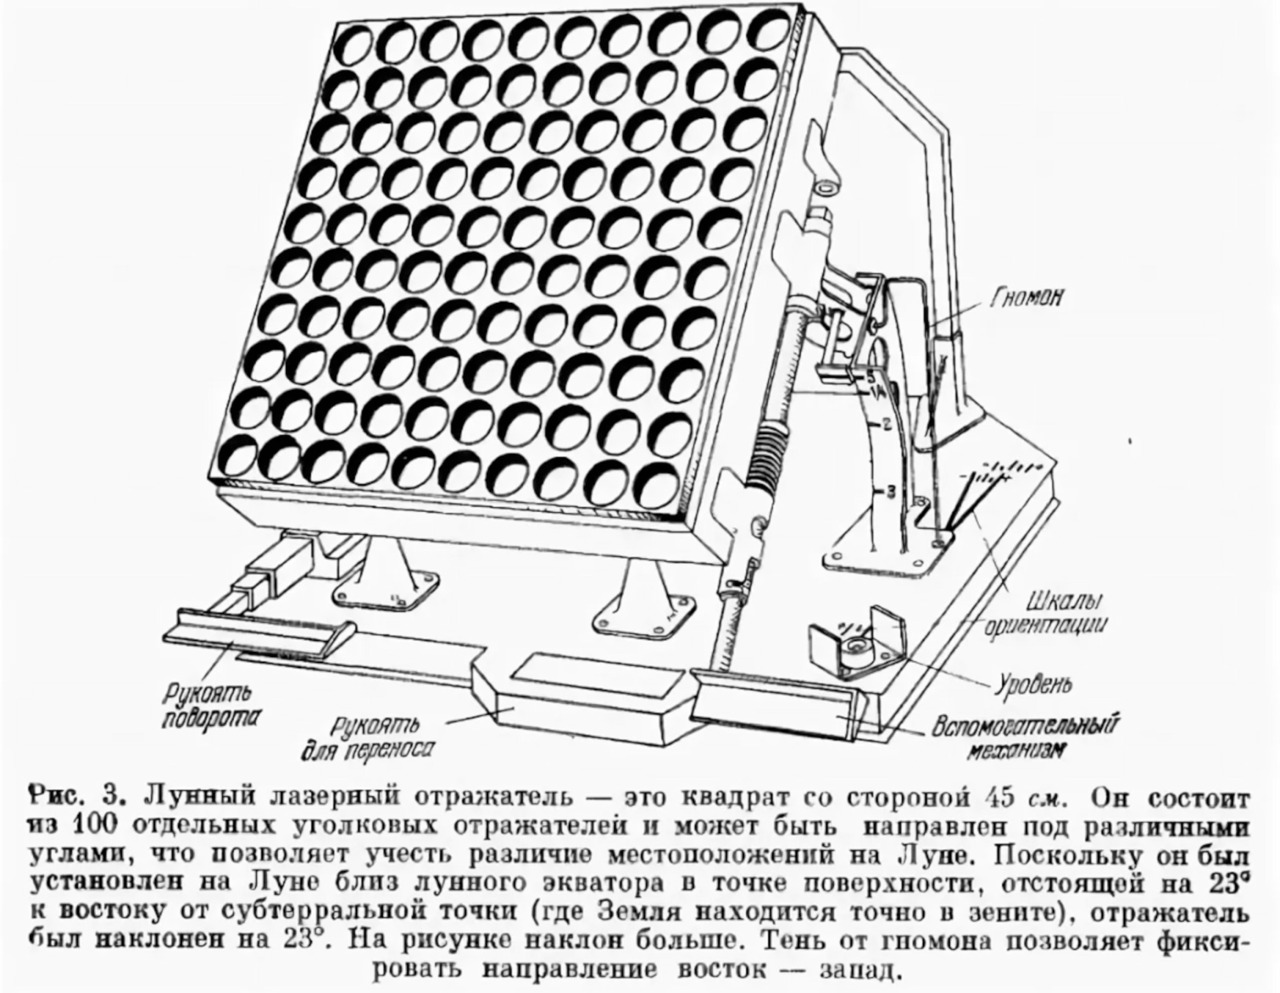 Гномон
5
1А
2
3
Шкалы
ориентации
Уровень
Рукоять
поворота
Рукоять
для переноса
Вспомогательный
механизм
Рис. 3. Лунный лазерный отражатель — это квадрат со стороной 45 см. Он состоит
из 100 отдельных уголковых отражателей и может быть направлен под различными
углами, что позволяет учесть различие местоположений на Луне. Поскольку он был
установлен на Луне близ лунного экватора в точке поверхности, отстоящей на 23°
к востоку от субтерральной точки (где Земля находится точно в зените), отражатель
был наклонен на 23°. На рисунке наклон больше. Тень от гномона позволяет фикси-
ровать направление восток — запад.